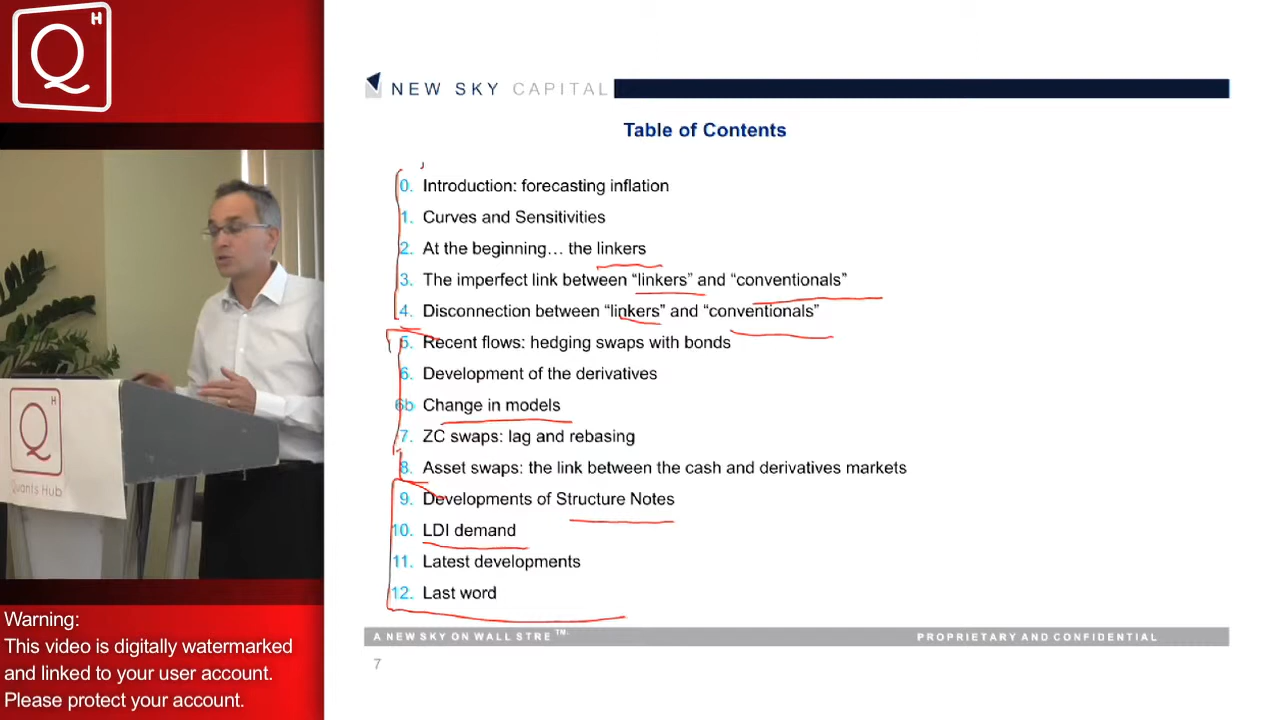 Q H
NEW SKY CAPITAL
Table of Contents
0. Introduction: forecasting inflation
1. Curves and Sensitivities
2. At the beginning… the linkers
3. The imperfect link between “linkers” and “conventionals”
4. Disconnection between “linkers” and “conventionals”
5. Recent flows: hedging swaps with bonds
6. Development of the derivatives
6b Change in models
7. ZC swaps: lag and rebasing
8. Asset swaps: the link between the cash and derivatives markets
9. Developments of Structure Notes
10. LDI demand
11. Latest developments
12. Last word
A NEW SKY ON WALL STRE TM.
PROPRIETARY AND CONFIDENTIAL
7
Q H
Quants Hub
Warning:
This video is digitally watermarked
and linked to your user account.
Please protect your account.